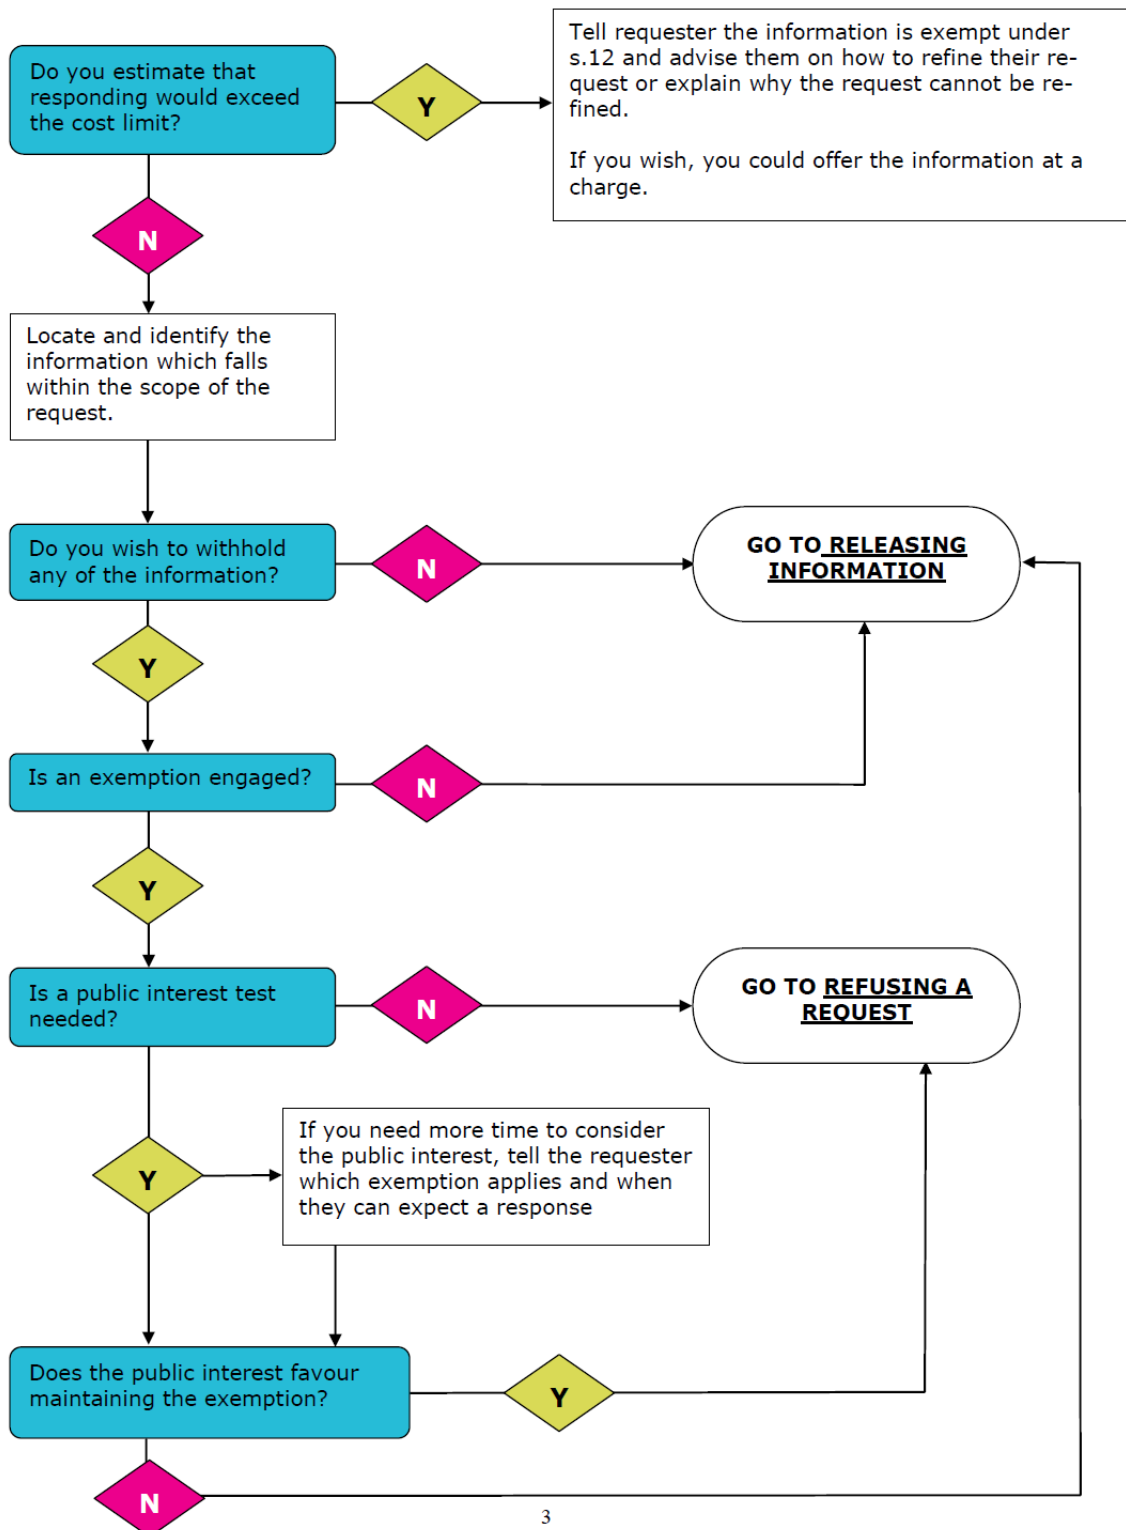 Do you estimate that
responding would exceed
the cost limit?
Y
Tell requester the information is exempt under
s.12 and advise them on how to refine their re-
quest or explain why the request cannot be re-
fined.
If you wish, you could offer the information at a
charge.
N
Locate and identify the
information which falls
within the scope of the
request.
Do you wish to withhold
any of the information?
N
GO TO RELEASING
INFORMATION
Y
Is an exemption engaged?
N
Y
Is a public interest test
needed?
N
GO TO REFUSING A
REQUEST
Y
If you need more time to consider
the public interest, tell the requester
which exemption applies and when
they can expect a response
Does the public interest favour
maintaining the exemption?
Y
N
3